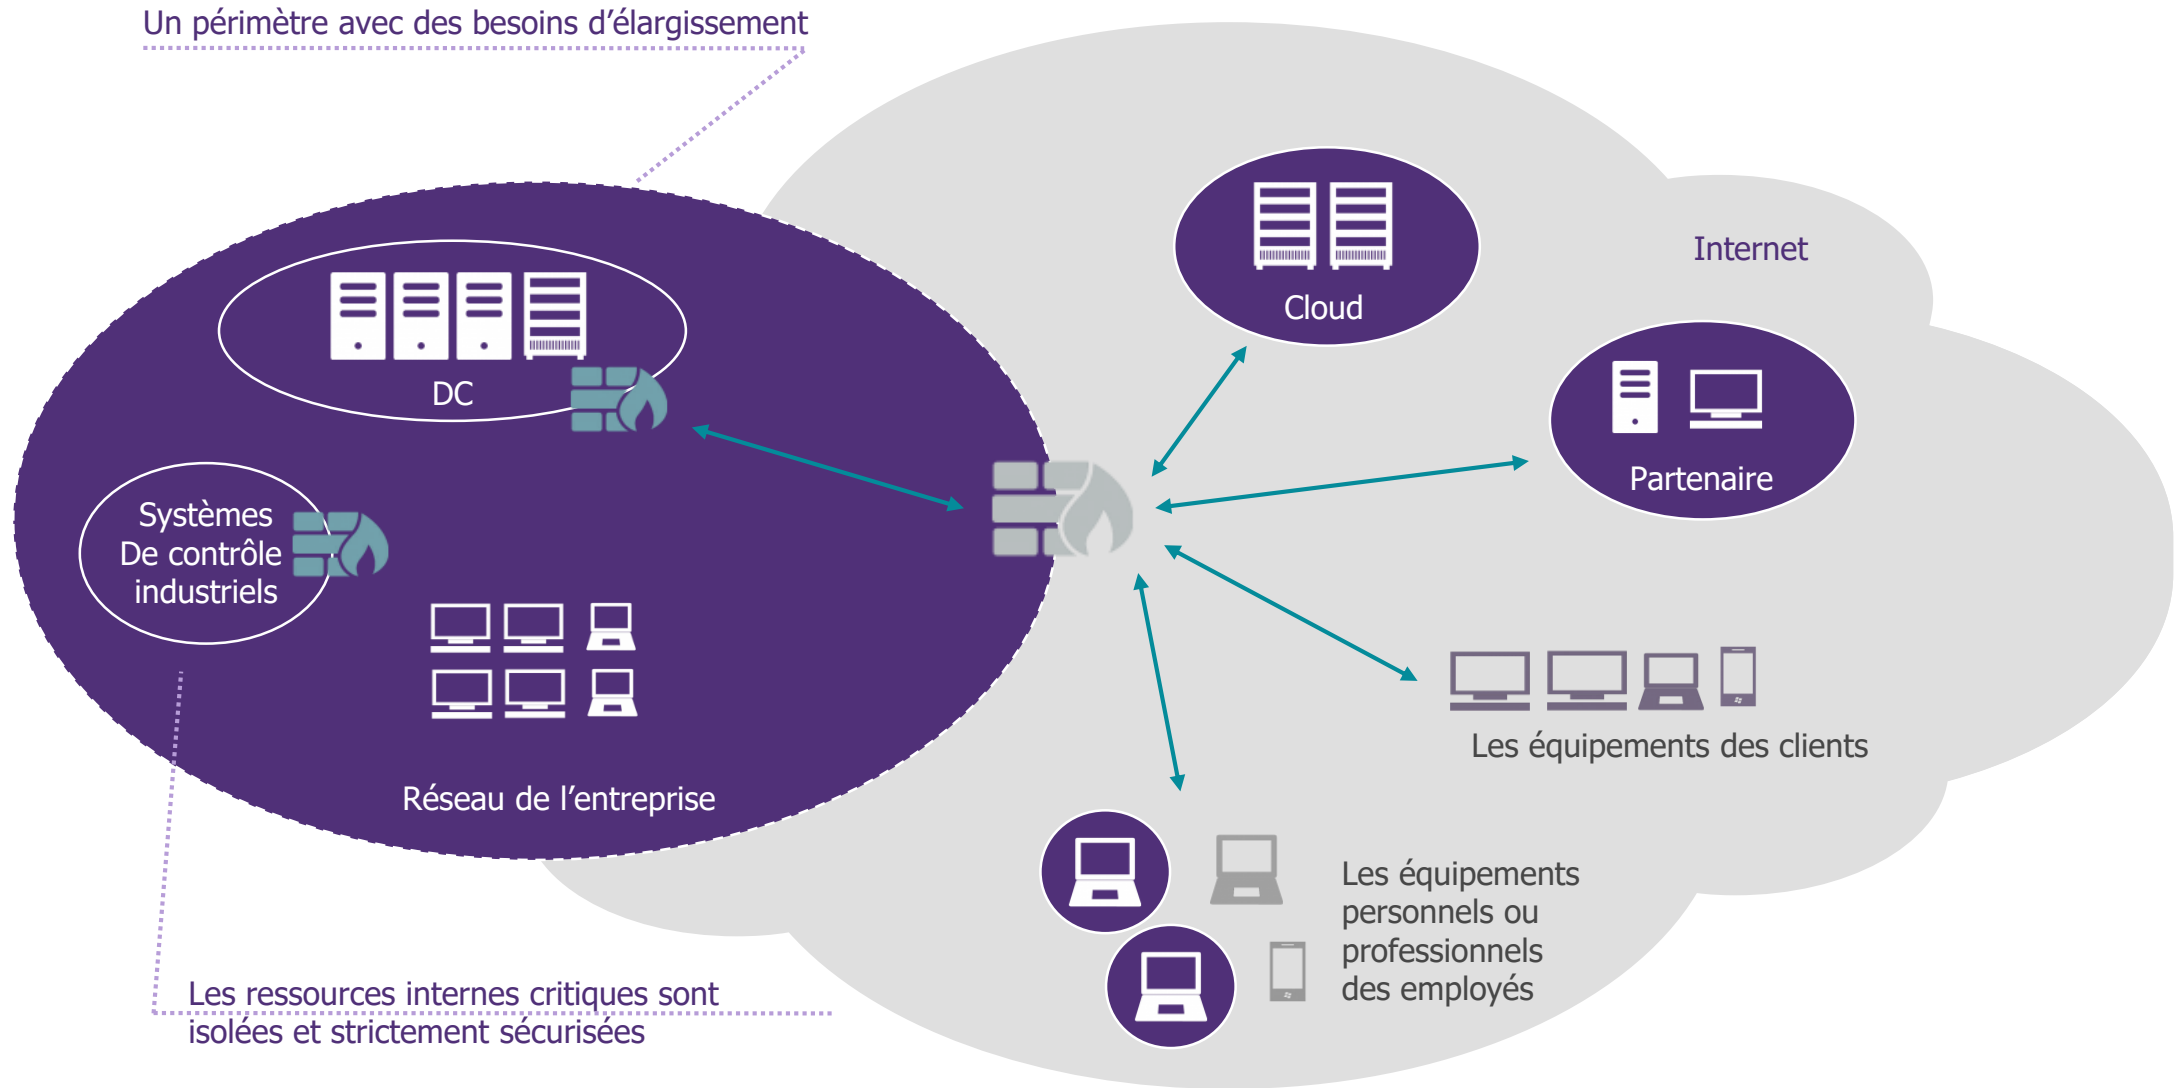 Un périmètre avec des besoins d’élargissement
Internet
Cloud
DC
Partenaire
Systèmes
De contrôle
industriels
Réseau de l’entreprise
Les équipements des clients
Les équipements
personnels ou
professionnels
des employés
Les ressources internes critiques sont
isolées et strictement sécurisées